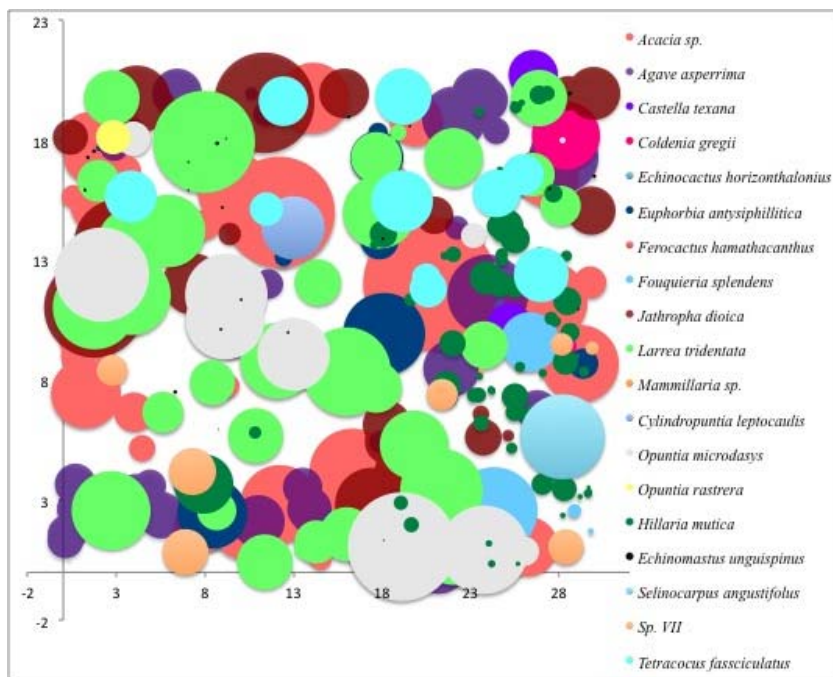 23
18
13
8
3
-2
-2 3 8 13 18 23 28
Acacia sp.
Agave asperrima
Castella texana
Coldenia gregii
Echinocactus horizonthalonius
Euphorbia antysiphillitica
Ferocactus hamathacanthus
Fouquieria splendens
Jathropha dioica
Larrea tridentata
Mammillaria sp.
Cylindropuntia leptocaulis
Opuntia microdasys
Opuntia rastrera
Hillaria mutica
Echinomastus unguispinus
Selinocarpus angustifolus
Sp. VII
Tetracocus fassciculatus